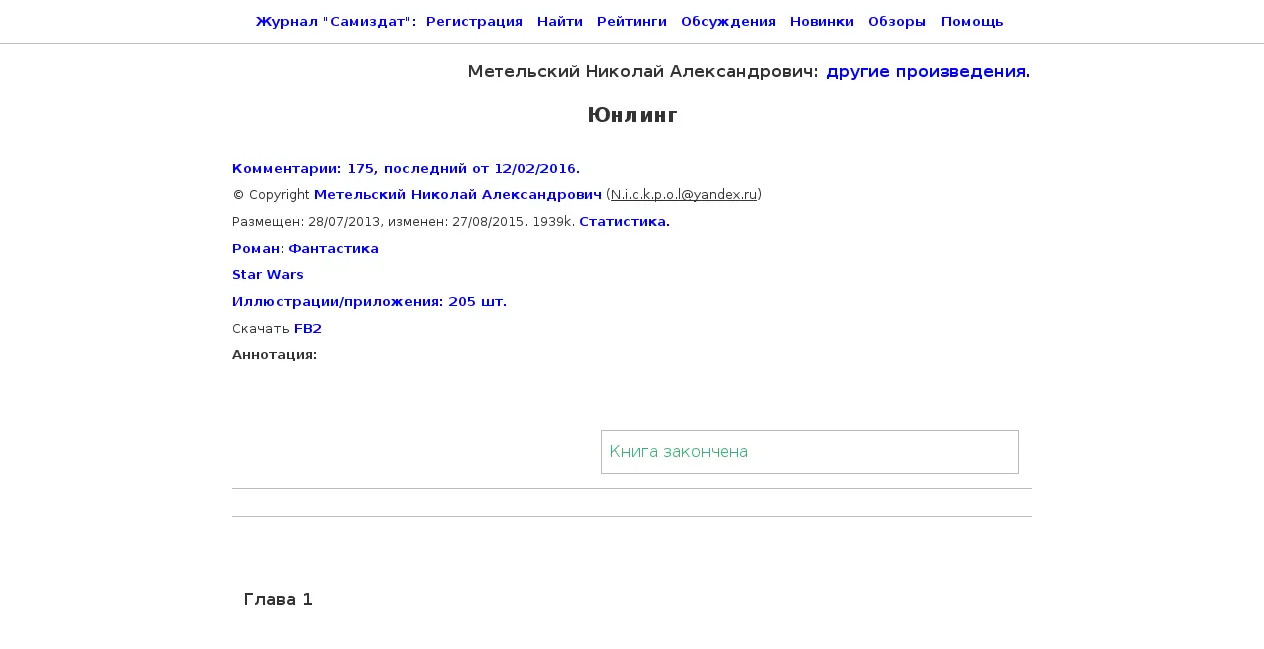 Журнал "Самиздат": Регистрация Найти Рейтинги Обсуждения Новинки Обзоры Помощь
Метельский Николай Александрович: другие произведения.
Юнлинг
Комментарии: 175, последний от 12/02/2016.
© Copyright Метельский Николай Александрович (N.i.c.k.p.o.l@yandex.ru)
Размещен: 28/07/2013, изменен: 27/08/2015. 1939k. Статистика.
Роман: Фантастика
Star Wars
Иллюстрации/приложения: 205 шт.
Скачать FB2
Аннотация:
Книга закончена
Глава 1